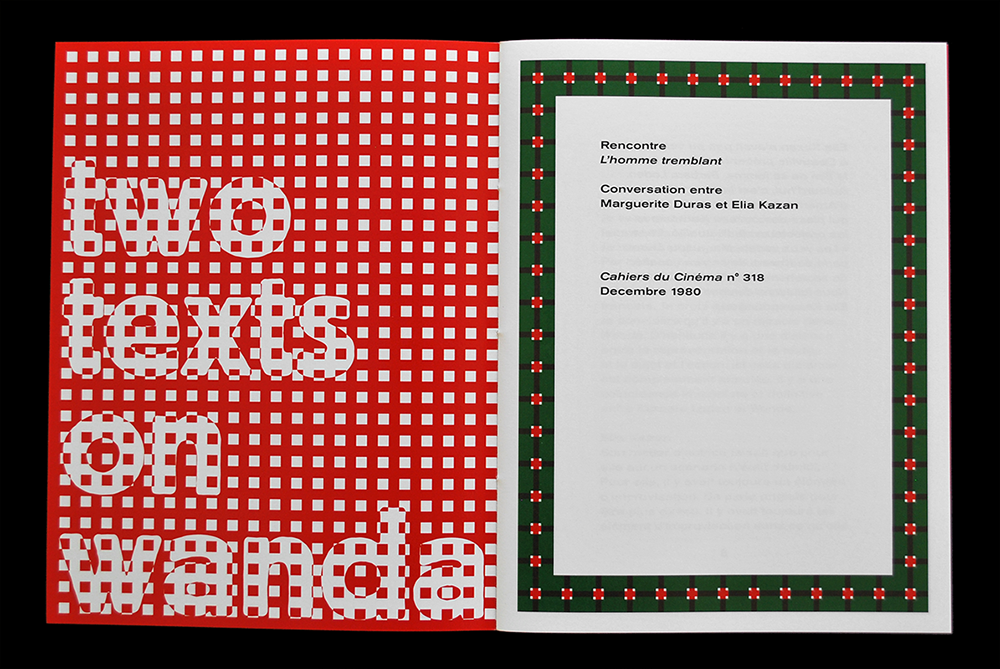 two
texts
on
wanda
Rencontre
L'homme tremblant
Conversation entre
Marguerite Duras et Elia Kazan
Cahiers du Cinéma n° 318
Decembre 1980